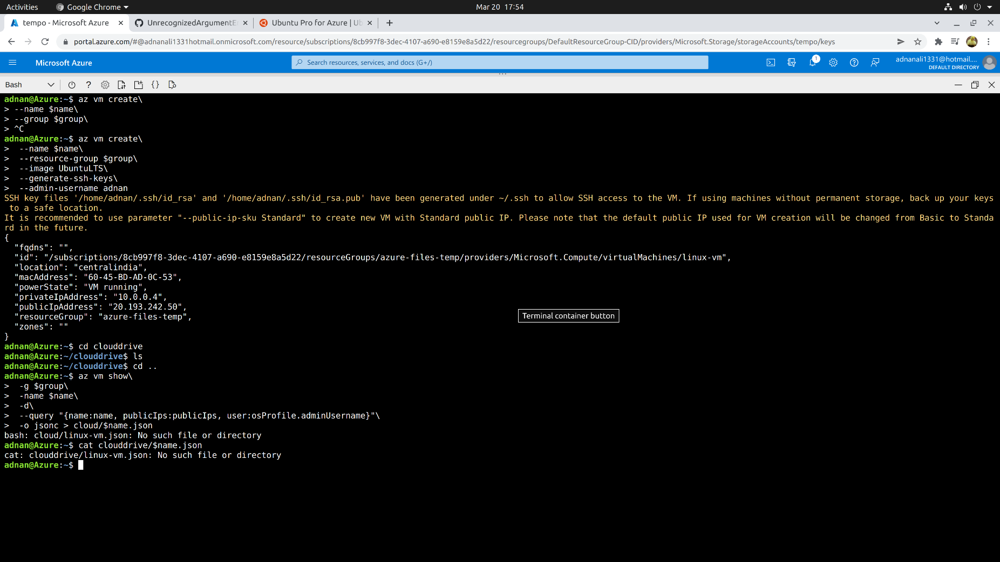 Activities
Google Chrome
Mar 20 17:54
tempo - Microsoft Azure
UnrecognizedArgumentE
Ubuntu Pro for Azure | Ub
portal.azure.com/#@adnanali1331hotmail.onmicrosoft.com/resource/subscriptions/8cb997f8-3dec-4107-a690-e8159e8a5d22/resourcegroups/DefaultResourceGroup-CID/providers/Microsoft.Storage/storageAccounts/tempo/keys
Microsoft Azure
Search resources, services, and docs (G+/)
1
adnanali1331@hotmail....
DEFAULT DIRECTORY
Bash
adnan@Azure:~$ az vm create\
> --name $name\
> --group $group\
> ^C
adnan@Azure:~$ az vm create\
>  --name $name\
>  --resource-group $group\
>  --image UbuntuLTS\
>  --generate-ssh-keys\
>  --admin-username adnan
SSH key files '/home/adnan/.ssh/id_rsa' and '/home/adnan/.ssh/id_rsa.pub' have been generated under ~/.ssh to allow SSH access to the VM. If using machines without permanent storage, back up your keys
 to a safe location.
It is recommended to use parameter "--public-ip-sku Standard" to create new VM with Standard public IP. Please note that the default public IP used for VM creation will be changed from Basic to Standa
rd in the future.
{
  "fqdns": "",
  "id": "/subscriptions/8cb997f8-3dec-4107-a690-e8159e8a5d22/resourceGroups/azure-files-temp/providers/Microsoft.Compute/virtualMachines/linux-vm",
  "location": "centralindia",
  "macAddress": "60-45-BD-AD-0C-53",
  "powerState": "VM running",
  "privateIpAddress": "10.0.0.4",
  "publicIpAddress": "20.193.242.50",
  "resourceGroup": "azure-files-temp",
  "zones": ""
}
Terminal container button
adnan@Azure:~$ cd clouddrive
adnan@Azure:~/clouddrive$ ls
adnan@Azure:~/clouddrive$ cd ..
adnan@Azure:~$ az vm show\
>  -g $group\
>  -name $name\
>  -d\
>  --query "{name:name, publicIps:publicIps, user:osProfile.adminUsername}"\
>  -o jsonc > cloud/$name.json
bash: cloud/linux-vm.json: No such file or directory
adnan@Azure:~$ cat clouddrive/$name.json
cat: clouddrive/linux-vm.json: No such file or directory
adnan@Azure:~$